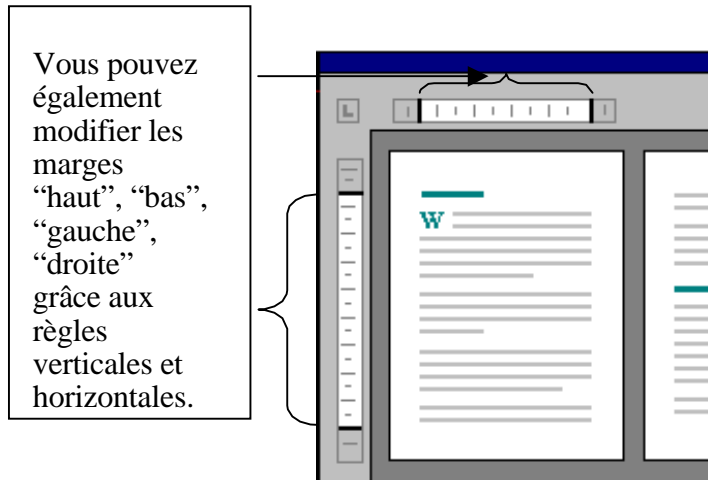 Vous pouvez
également
modifier les
marges
“haut”, “bas”,
“gauche”,
“droite”
grâce aux
règles
verticales et
horizontales.
L
W